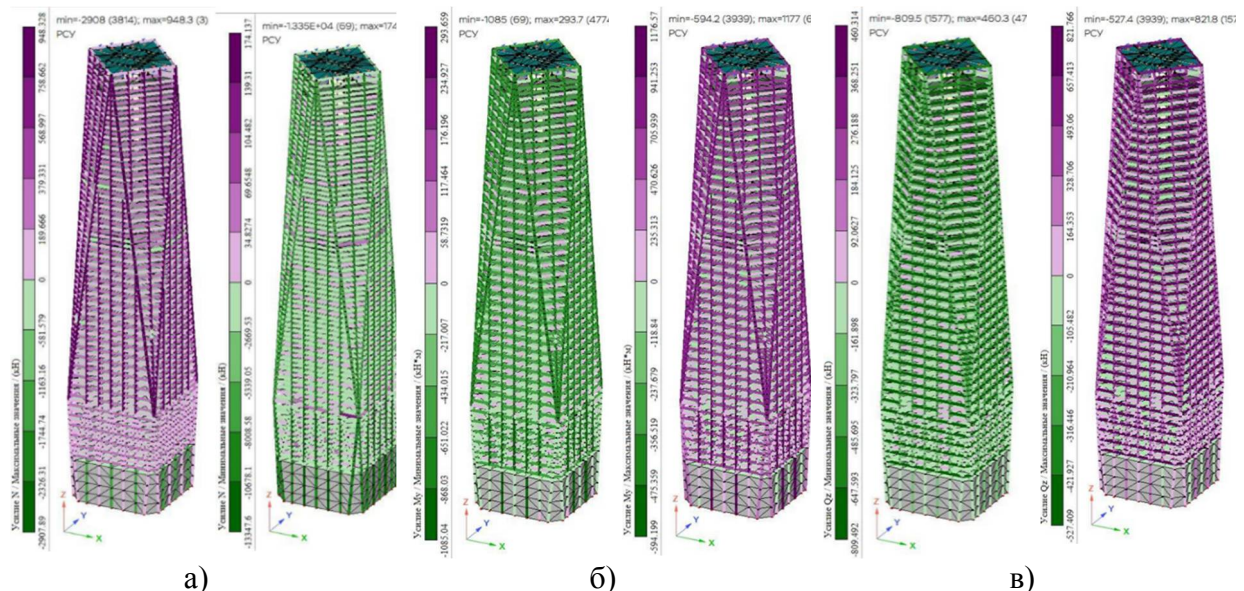 min=-2908 (3814); max=948.3 (3)
РСУ
948.328
758.662
568.997
379.331
189.666
0
-581.579
-1163.16
-1744.74
-2326.31
-2907.89
Усилие N / Максимальные значения / (кН)
Z
Y
X
-1.335E+04 (69); max=174
РСУ
174.137
139.31
104.482
69.6548
34.8274
0
-2669.53
-5339.05
-8008.58
-10678.1
-13347.6
Усилие N / Минимальные значения / (кН)
Z
Y
X
min=-1085 (69); max=293.7 (4774
РСУ
293.659
234.927
176.196
117.464
58.7319
0
-217.007
-434.015
-651.022
-868.03
-1085.04
Усилие My / Минимальные значения / (кН*м)
Z
Y
X
min=-594.2 (3939); max=1177 (6
РСУ
1176.57
941.253
705.939
470.626
235.313
0
-118.84
-237.679
-356.519
-475.359
-594.199
Усилие My / Максимальные значения / (кН*м)
Z
Y
X
min=-809.5 (1577); max=460.3 (47
РСУ
460.314
368.251
276.188
184.125
92.0627
0
-161.898
-323.797
-485.695
-647.593
-809.492
Усилие Qz / Минимальные значения / (кН)
Z
Y
X
min=-527.4 (3939); max=821.8 (157
РСУ
821.766
657.413
493.06
328.706
164.353
0
-105.482
-210.964
-316.446
-421.927
-527.409
Усилие Qz / Максимальные значения / (кН)
Z
Y
X
а)
б)
в)